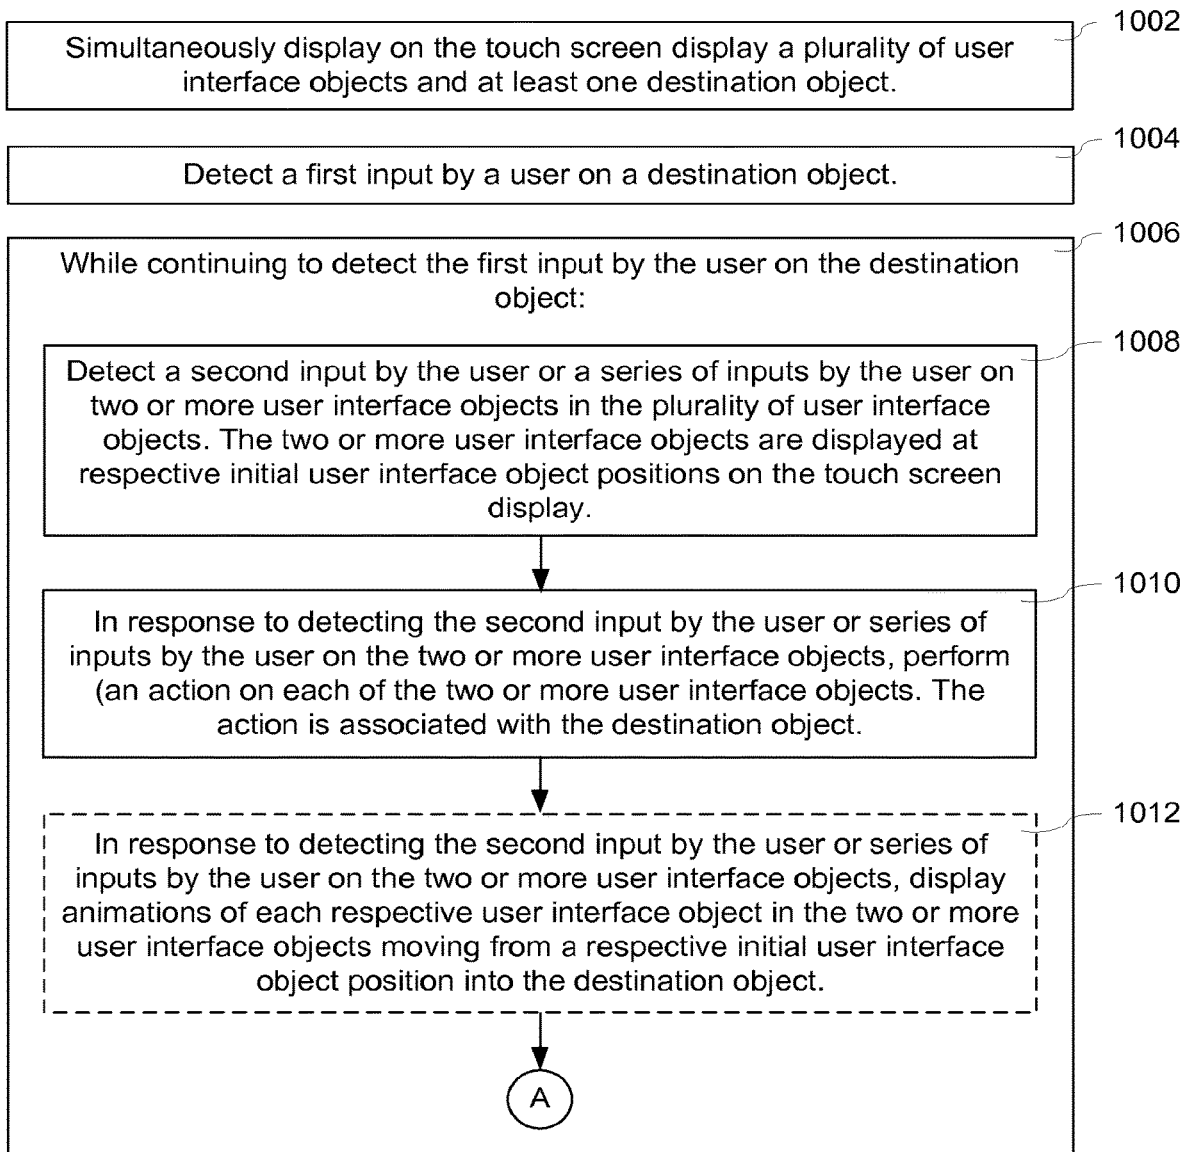 1002
Simultaneously display on the touch screen display a plurality of user
interface objects and at least one destination object.
1004
Detect a first input by a user on a destination object.
1006
While continuing to detect the first input by the user on the destination
object:
1008
Detect a second input by the user or a series of inputs by the user on
two or more user interface objects in the plurality of user interface
objects. The two or more user interface objects are displayed at
respective initial user interface object positions on the touch screen
display.
1010
In response to detecting the second input by the user or series of
inputs by the user on the two or more user interface objects, perform
(an action on each of the two or more user interface objects. The
action is associated with the destination object.
1012
In response to detecting the second input by the user or series of
inputs by the user on the two or more user interface objects, display
animations of each respective user interface object in the two or more
user interface objects moving from a respective initial user interface
object position into the destination object.
A